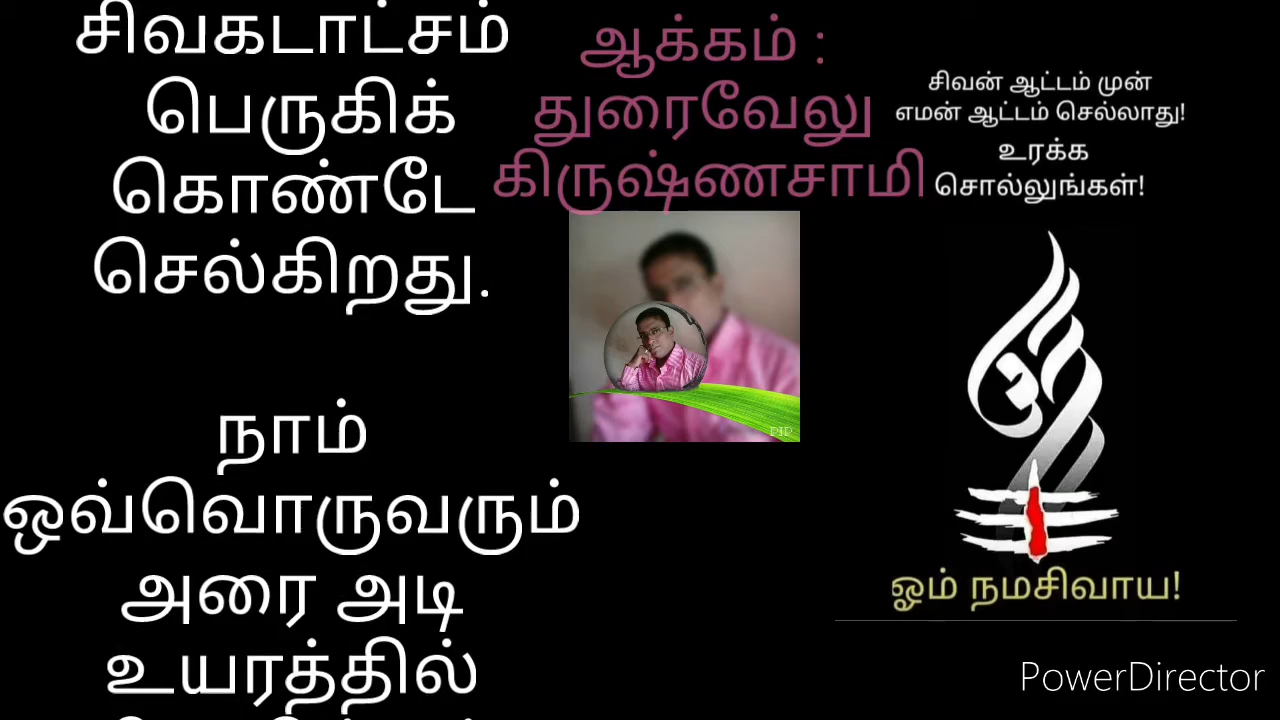 சிவகடாட்சம்
பெருகிக்
கொண்டே
செல்கிறது.
நாம்
ஒவ்வொருவரும்
அரை அடி
உயரத்தில்
ஆக்கம் :
துரைவேலு
கிருஷ்ணசாமி
PIP
சிவன் ஆட்டம் முன்
எமன் ஆட்டம் செல்லாது!
உரக்க
சொல்லுங்கள்!
ஓம் நமசிவாய!
PowerDirector